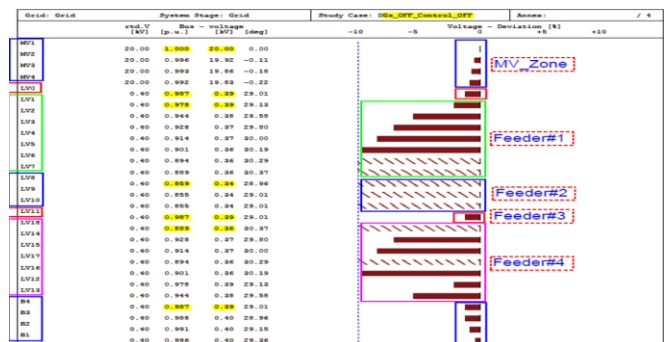 Grid: Grid System Stage: Grid Study Case: DGs_OFF_Control_OFF Annex: / 4
rtd.V Bus - voltage Voltage - Deviation [%]
[kV] [p.u.] [kV] [deg] -10 -5 0 +5 +10
MV1
20.00 1.000 20.00 0.00
MV2
20.00 0.996 19.92 -0.11
MV3
20.00 0.993 19.86 -0.18
MV4
20.00 0.992 19.83 -0.22
LV0
0.40 0.987 0.39 29.01
LV1
0.40 0.978 0.39 29.13
LV2
0.40 0.944 0.38 29.58
LV3
0.40 0.928 0.37 29.80
LV4
0.40 0.914 0.37 30.00
LV5
0.40 0.901 0.36 30.19
LV6
0.40 0.894 0.36 30.29
LV7
0.40 0.889 0.36 30.37
LV8
0.40 0.859 0.34 28.96
LV9
0.40 0.855 0.34 29.01
LV10
0.40 0.855 0.34 29.01
LV11
0.40 0.987 0.39 29.01
0.40 0.889 0.36 30.37
LV14
0.40 0.928 0.37 29.80
LV15
0.40 0.914 0.37 30.00
LV17
0.40 0.894 0.36 30.29
LV16
0.40 0.901 0.36 30.19
LV12
0.40 0.978 0.39 29.13
LV13
0.40 0.944 0.38 29.58
B4
0.40 0.987 0.39 29.01
B3
0.40 0.988 0.40 28.96
B2
0.40 0.991 0.40 29.15
B1
0.40 0.996 0.40 29.36
MV_Zone
Feeder#1
Feeder#2
Feeder#3
Feeder#4